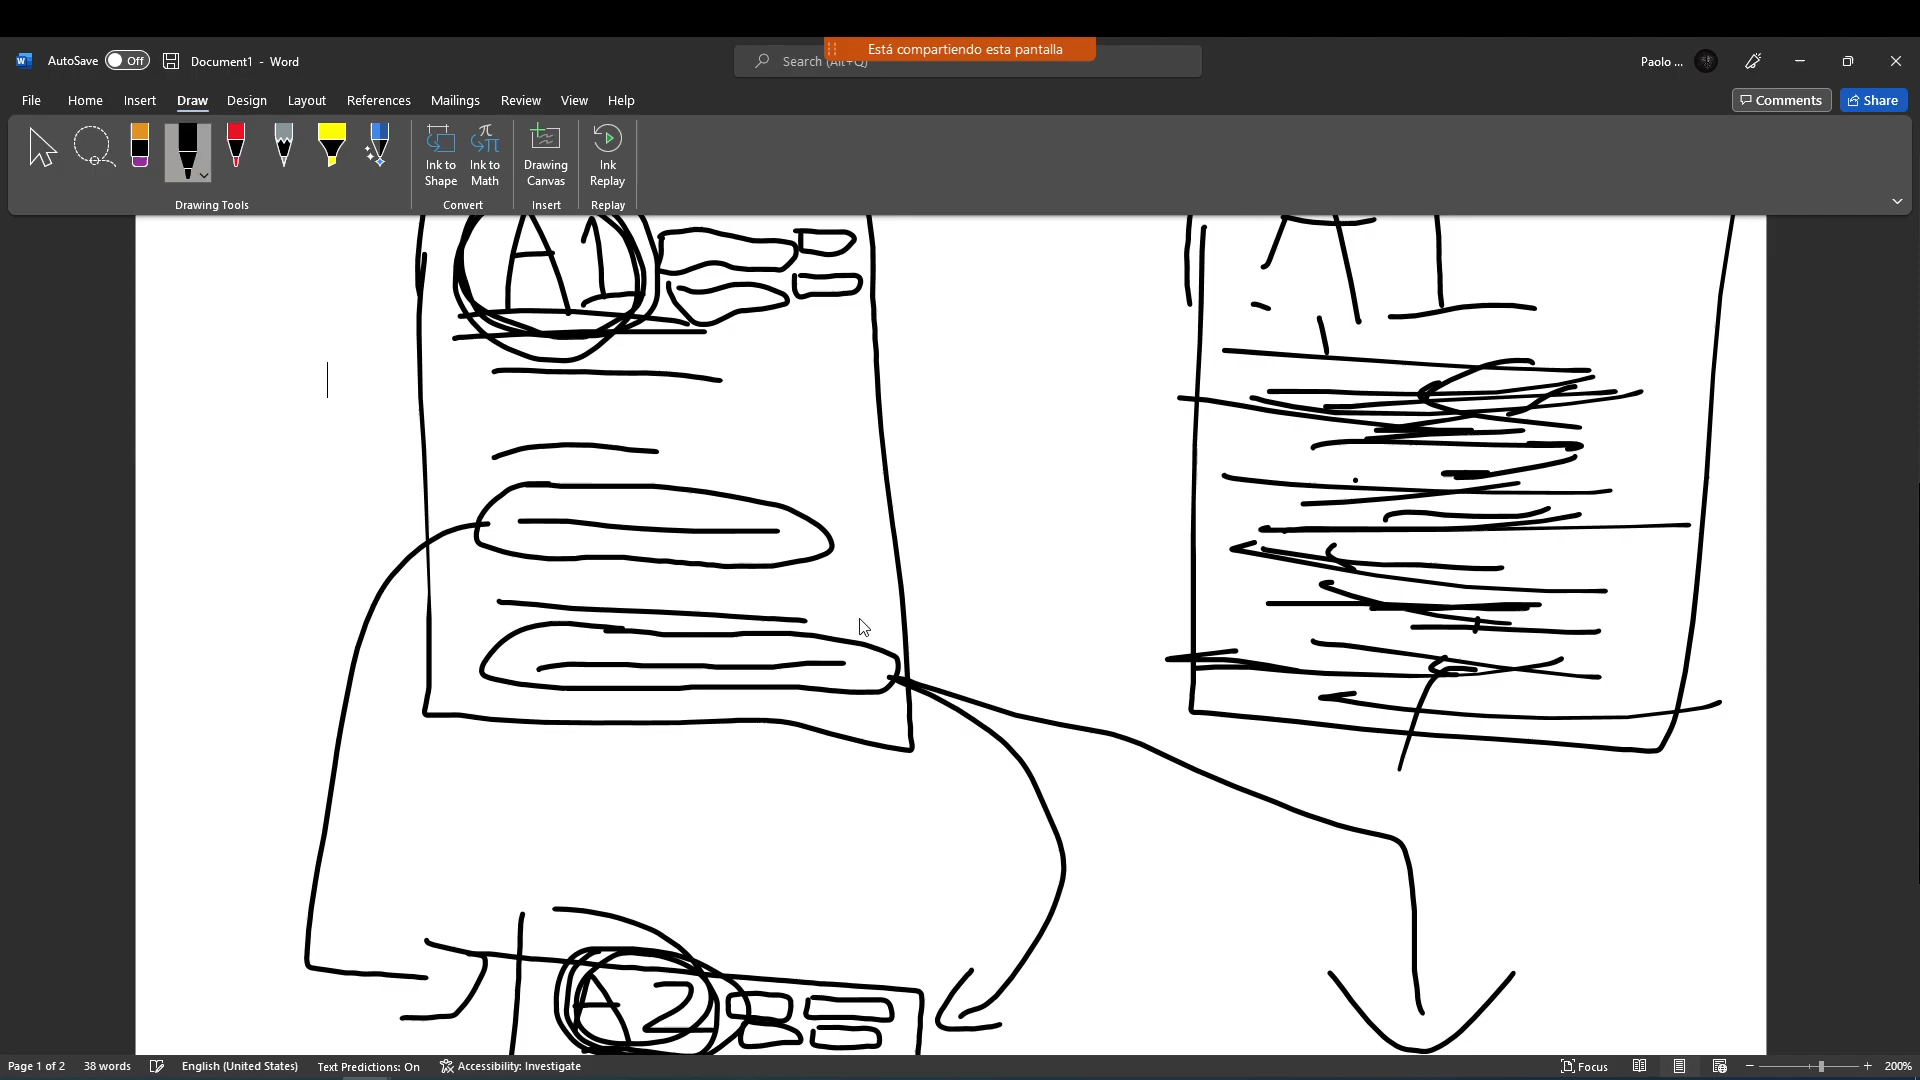 Está compartiendo esta pantalla
AutoSave Off Document1 - Word Search (Alt+Q) Paolo ...
File Home Insert Draw Design Layout References Mailings Review View Help Comments Share
Ink to Shape
Ink to Math
Drawing Canvas
Ink Replay
Drawing Tools Convert Insert Replay
A1
A2
Page 1 of 2 38 words English (United States) Text Predictions: On Accessibility: Investigate Focus 200%